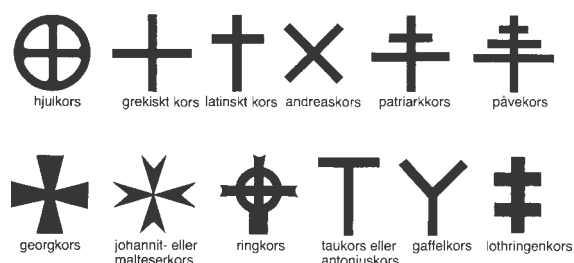 hjulkors
grekiskt kors
latinskt kors
andreaskors
patriarkkors
påvekors
georgkors
johannit- eller
malteserkors
ringkors
taukors eller
antoniuskors
gaffelkors
lothringenkors